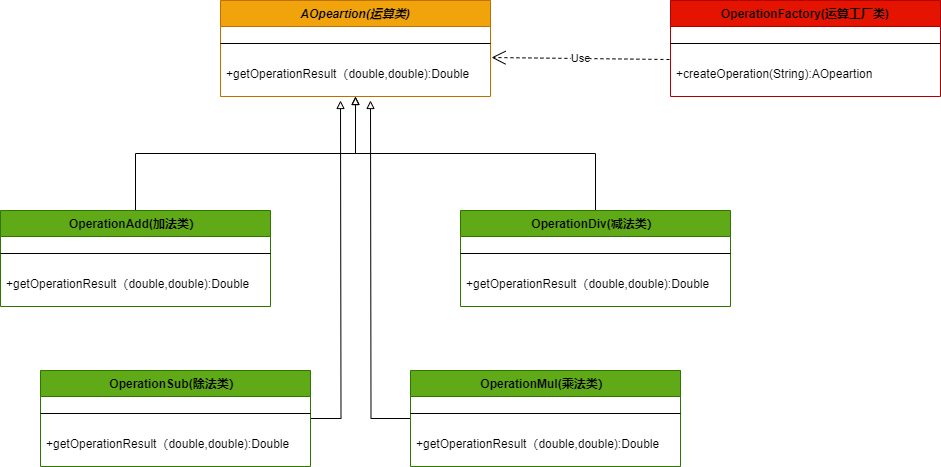 AOpeartion(运算类)
+getOperationResult（double,double):Double
OperationFactory(运算工厂类)
+createOperation(String):AOpeartion
Use
OperationAdd(加法类)
+getOperationResult（double,double):Double
OperationDiv(减法类)
+getOperationResult（double,double):Double
OperationSub(除法类)
+getOperationResult（double,double):Double
OperationMul(乘法类)
+getOperationResult（double,double):Double